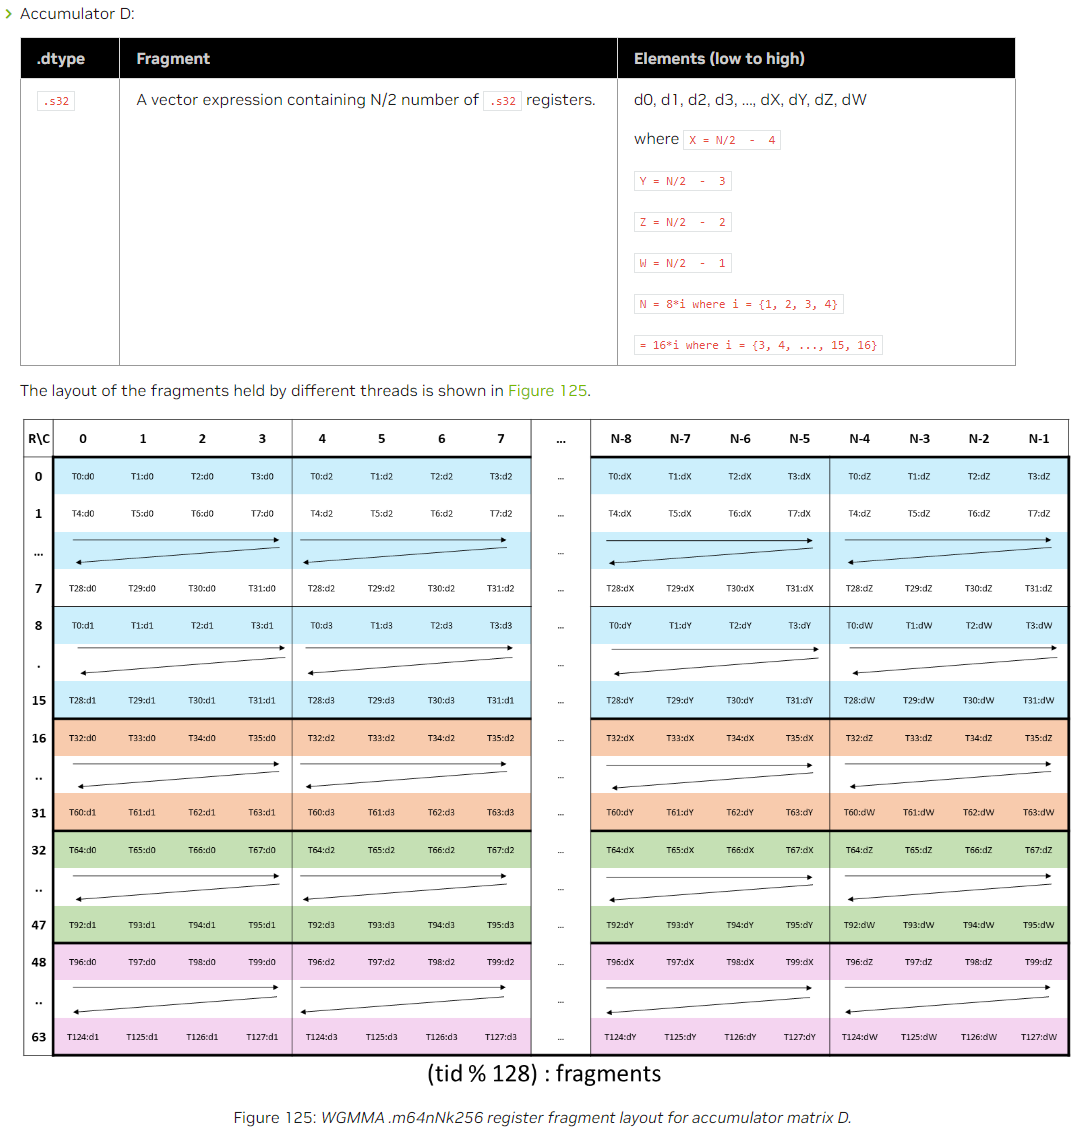 Accumulator D:
.dtype Fragment Elements (low to high)
.s32 A vector expression containing N/2 number of .s32 registers. d0, d1, d2, d3, ..., dX, dY, dZ, dW
where X = N/2 - 4
Y = N/2 - 3
Z = N/2 - 2
W = N/2 - 1
N = 8*i where i = {1, 2, 3, 4}
= 16*i where i = {3, 4, ..., 15, 16}
The layout of the fragments held by different threads is shown in Figure 125.
R\C 0 1 2 3 4 5 6 7 ... N-8 N-7 N-6 N-5 N-4 N-3 N-2 N-1
0 T0:d0 T1:d0 T2:d0 T3:d0 T0:d2 T1:d2 T2:d2 T3:d2 ... T0:dX T1:dX T2:dX T3:dX T0:dZ T1:dZ T2:dZ T3:dZ
1 T4:d0 T5:d0 T6:d0 T7:d0 T4:d2 T5:d2 T6:d2 T7:d2 ... T4:dX T5:dX T6:dX T7:dX T4:dZ T5:dZ T6:dZ T7:dZ
... ...
7 T28:d0 T29:d0 T30:d0 T31:d0 T28:d2 T29:d2 T30:d2 T31:d2 ... T28:dX T29:dX T30:dX T31:dX T28:dZ T29:dZ T30:dZ T31:dZ
8 T0:d1 T1:d1 T2:d1 T3:d1 T0:d3 T1:d3 T2:d3 T3:d3 ... T0:dY T1:dY T2:dY T3:dY T0:dW T1:dW T2:dW T3:dW
. ...
15 T28:d1 T29:d1 T30:d1 T31:d1 T28:d3 T29:d3 T30:d3 T31:d1 ... T28:dY T29:dY T30:dY T31:dY T28:dW T29:dW T30:dW T31:dW
16 T32:d0 T33:d0 T34:d0 T35:d0 T32:d2 T33:d2 T34:d2 T35:d2 ... T32:dX T33:dX T34:dX T35:dX T32:dZ T33:dZ T34:dZ T35:dZ
.. ...
31 T60:d1 T61:d1 T62:d1 T63:d1 T60:d3 T61:d3 T62:d3 T63:d3 ... T60:dY T61:dY T62:dY T63:dY T60:dW T61:dW T62:dW T63:dW
32 T64:d0 T65:d0 T66:d0 T67:d0 T64:d2 T65:d2 T66:d2 T67:d2 ... T64:dX T65:dX T66:dX T67:dX T64:dZ T65:dZ T66:dZ T67:dZ
.. ...
47 T92:d1 T93:d1 T94:d1 T95:d1 T92:d3 T93:d3 T94:d3 T95:d3 ... T92:dY T93:dY T94:dY T95:dY T92:dW T93:dW T94:dW T95:dW
48 T96:d0 T97:d0 T98:d0 T99:d0 T96:d2 T97:d2 T98:d2 T99:d2 ... T96:dX T97:dX T98:dX T99:dX T96:dZ T97:dZ T98:dZ T99:dZ
.. ...
63 T124:d1 T125:d1 T126:d1 T127:d1 T124:d3 T125:d3 T126:d3 T127:d3 ... T124:dY T125:dY T126:dY T127:dY T124:dW T125:dW T126:dW T127:dW
(tid % 128) : fragments
Figure 125: WGMMA .m64nNk256 register fragment layout for accumulator matrix D.